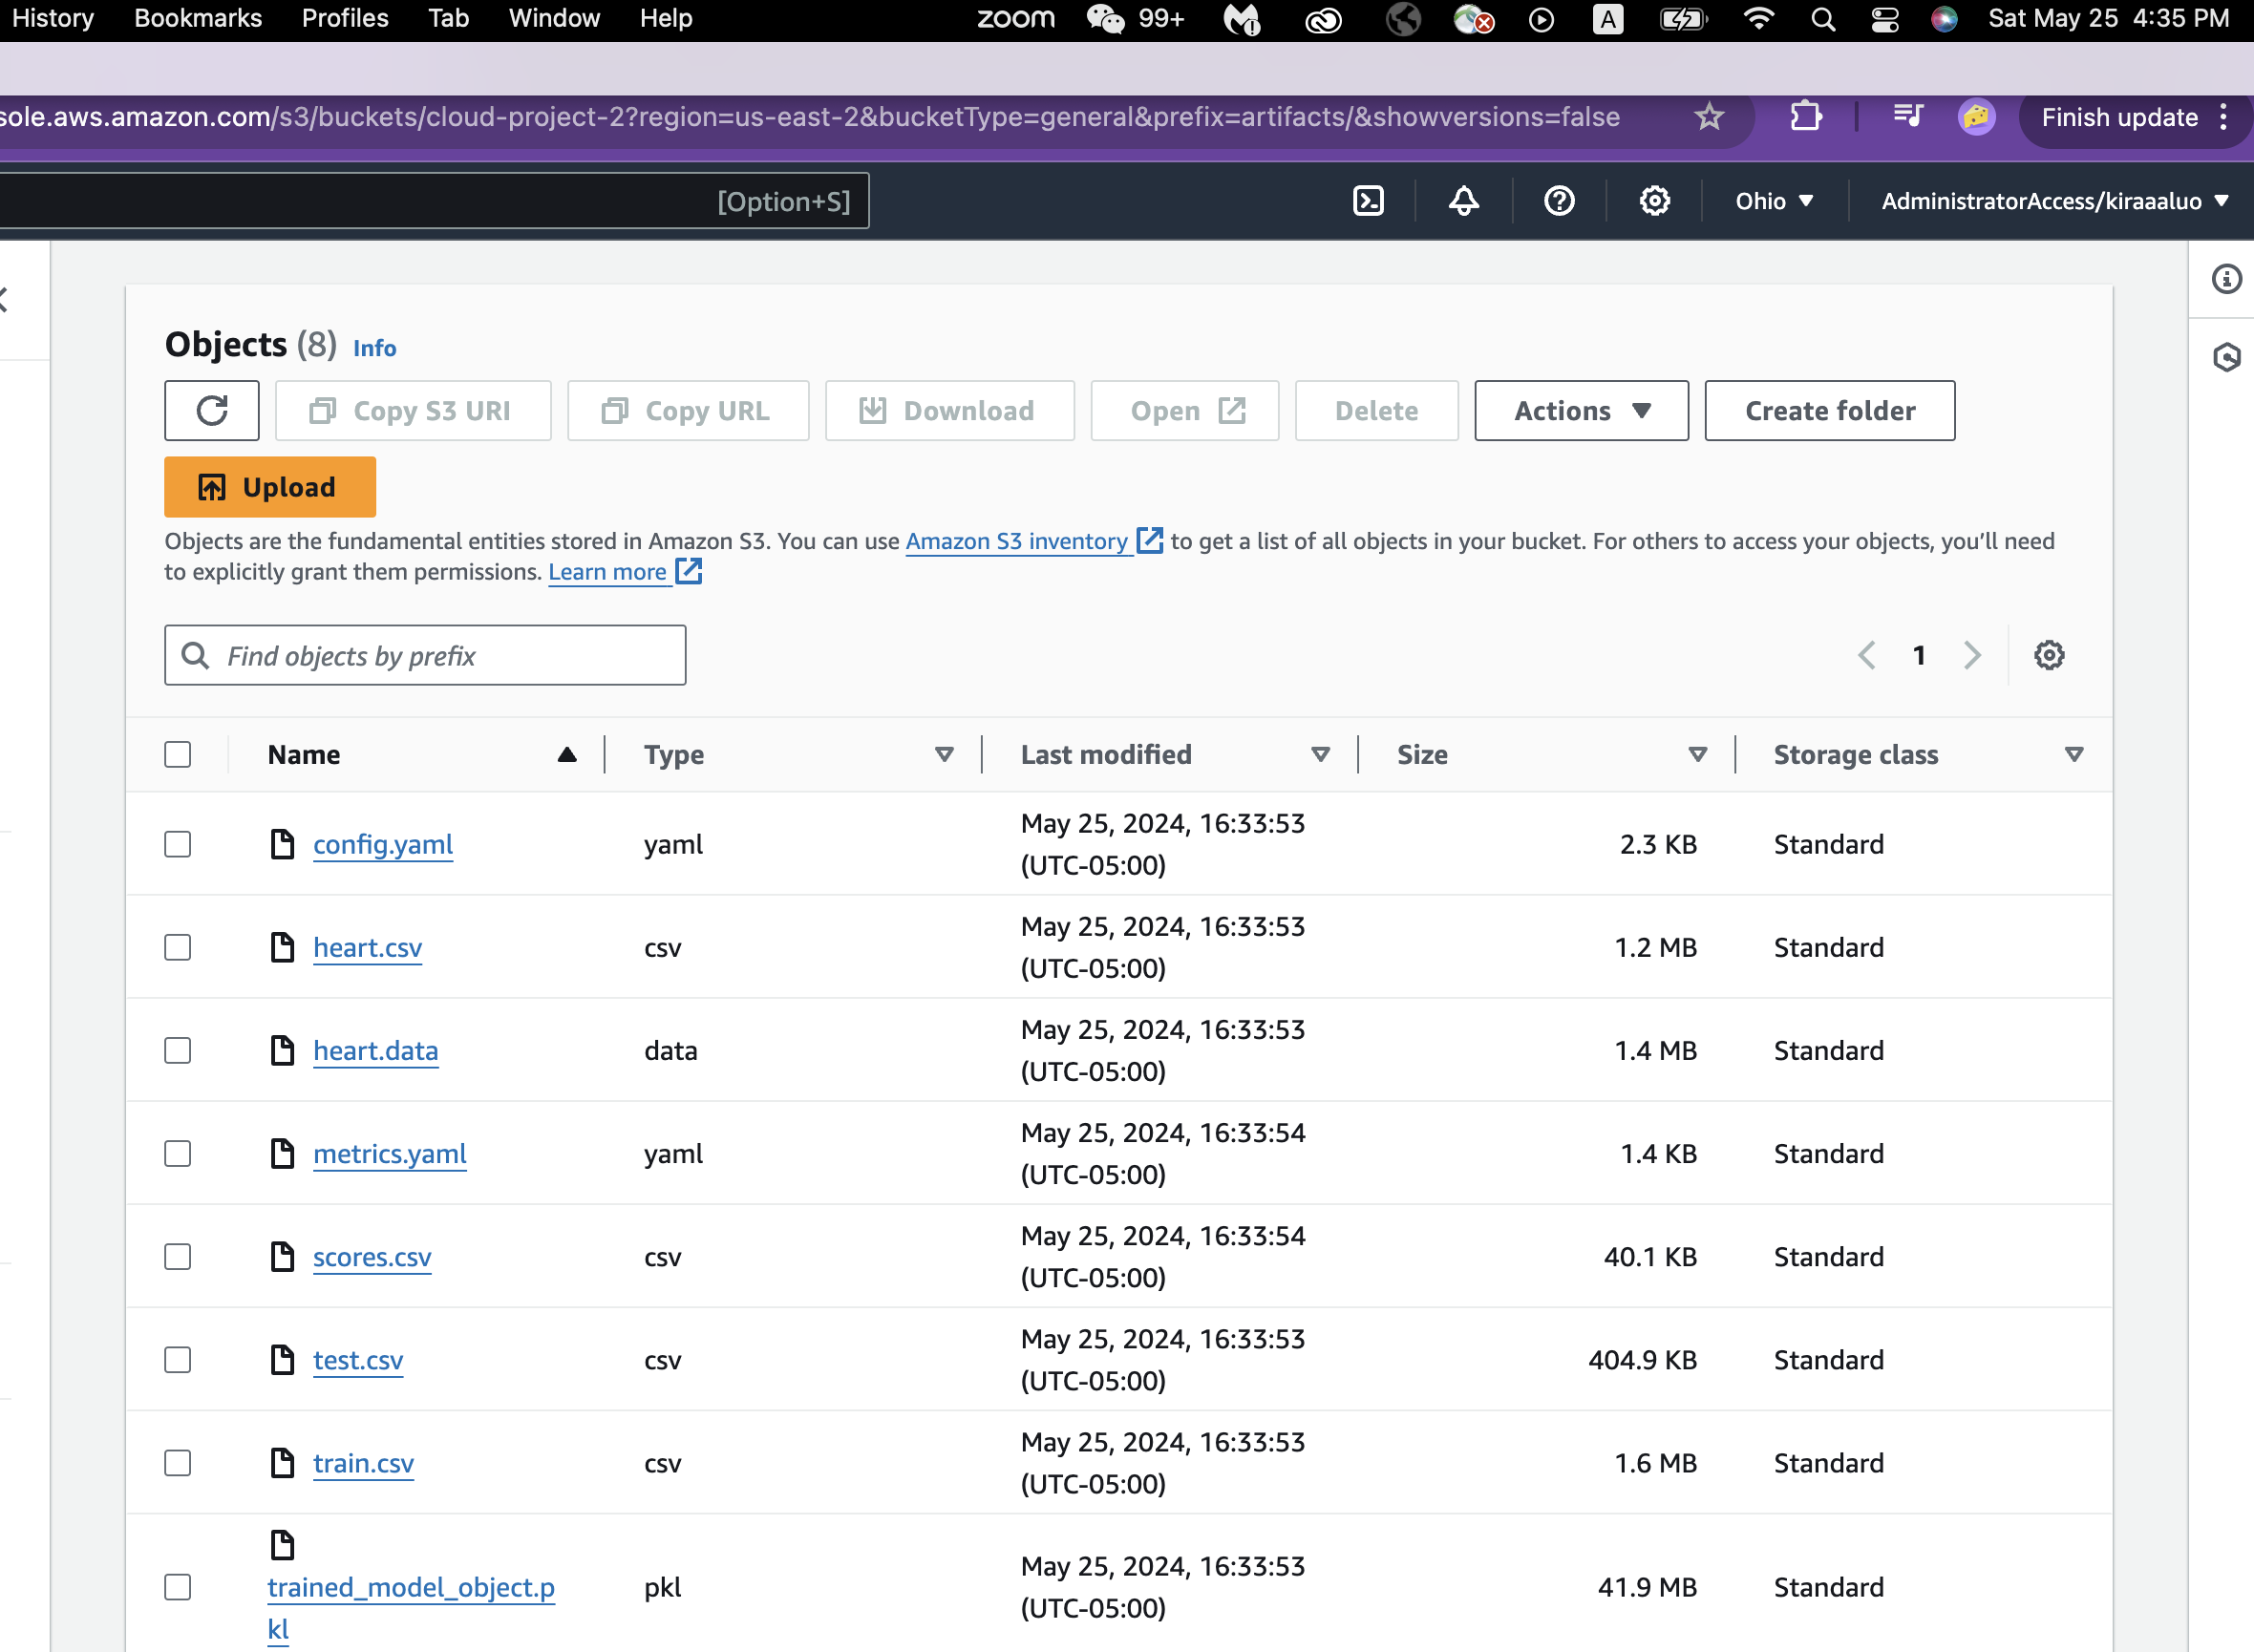 History Bookmarks Profiles Tab Window Help zoom 99+ A Sat May 25 4:35 PM
sole.aws.amazon.com/s3/buckets/cloud-project-2?region=us-east-2&bucketType=general&prefix=artifacts/&showversions=false Finish update
[Option+S] Ohio AdministratorAccess/kiraaaluo
Objects (8) Info
Copy S3 URI Copy URL Download Open Delete Actions Create folder
Upload
Objects are the fundamental entities stored in Amazon S3. You can use Amazon S3 inventory to get a list of all objects in your bucket. For others to access your objects, you’ll need
to explicitly grant them permissions. Learn more
Find objects by prefix 1
Name Type Last modified Size Storage class
config.yaml yaml May 25, 2024, 16:33:53 (UTC-05:00) 2.3 KB Standard
heart.csv csv May 25, 2024, 16:33:53 (UTC-05:00) 1.2 MB Standard
heart.data data May 25, 2024, 16:33:53 (UTC-05:00) 1.4 MB Standard
metrics.yaml yaml May 25, 2024, 16:33:54 (UTC-05:00) 1.4 KB Standard
scores.csv csv May 25, 2024, 16:33:54 (UTC-05:00) 40.1 KB Standard
test.csv csv May 25, 2024, 16:33:53 (UTC-05:00) 404.9 KB Standard
train.csv csv May 25, 2024, 16:33:53 (UTC-05:00) 1.6 MB Standard
trained_model_object.pkl pkl May 25, 2024, 16:33:53 (UTC-05:00) 41.9 MB Standard